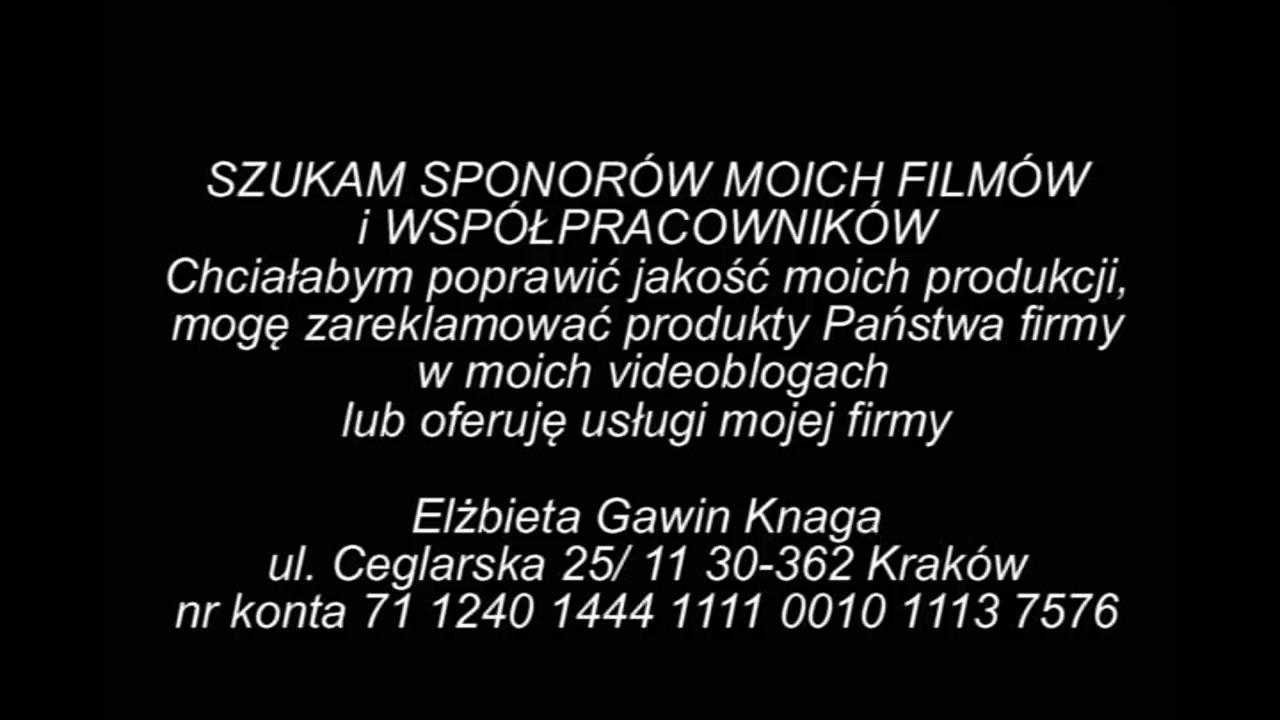 SZUKAM SPONORÓW MOICH FILMÓW
i WSPÓŁPRACOWNIKÓW
Chciałabym poprawić jakość moich produkcji,
mogę zareklamować produkty Państwa firmy
w moich videoblogach
lub oferuję usługi mojej firmy
Elżbieta Gawin Knaga
ul. Ceglarska 25/ 11 30-362 Kraków
nr konta 71 1240 1444 1111 0010 1113 7576